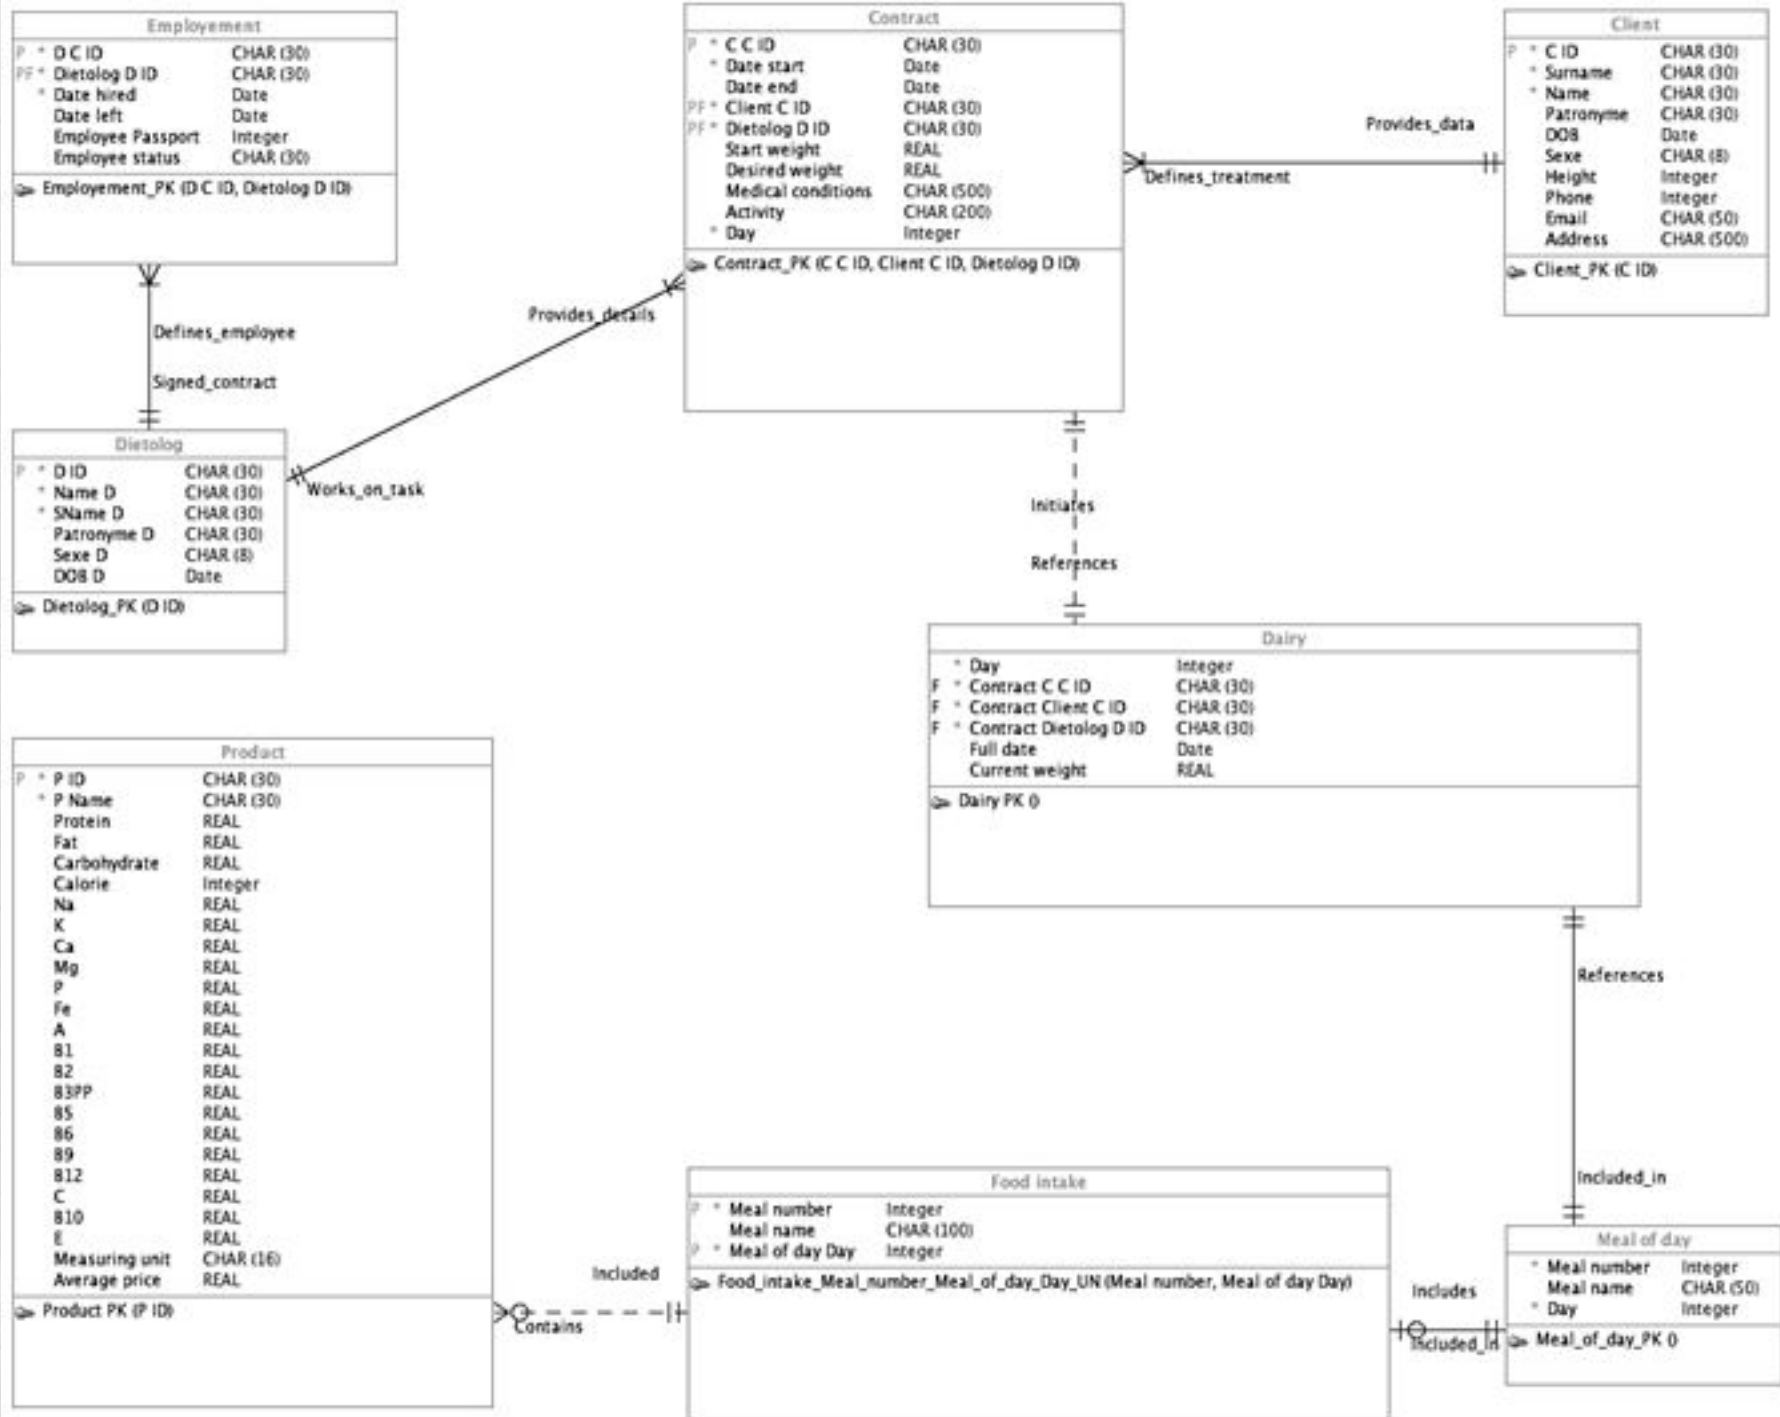 Employement
P * D C ID CHAR (30)
PF * Dietolog D ID CHAR (30)
* Date hired Date
Date left Date
Employee Passport Integer
Employee status CHAR (30)
Employement_PK (D C ID, Dietolog D ID)
Contract
P * C C ID CHAR (30)
* Date start Date
Date end Date
PF * Client C ID CHAR (30)
PF * Dietolog D ID CHAR (30)
Start weight REAL
Desired weight REAL
Medical conditions CHAR (500)
Activity CHAR (200)
* Day Integer
Contract_PK (C C ID, Client C ID, Dietolog D ID)
Client
P * C ID CHAR (30)
* Surname CHAR (30)
* Name CHAR (30)
Patronyme CHAR (30)
DOB Date
Sexe CHAR (8)
Height Integer
Phone Integer
Email CHAR (50)
Address CHAR (500)
Client_PK (C ID)
Provides_data
Defines_treatment
Provides_details
Works_on_task
Defines_employee
Signed_contract
Dietolog
P * D ID CHAR (30)
* Name D CHAR (30)
* SName D CHAR (30)
Patronyme D CHAR (30)
Sexe D CHAR (8)
DOB D Date
Dietolog_PK (D ID)
Initiates
References
Dairy
* Day Integer
F * Contract C C ID CHAR (30)
F * Contract Client C ID CHAR (30)
F * Contract Dietolog D ID CHAR (30)
Full date Date
Current weight REAL
Dairy PK ()
Product
P * P ID CHAR (30)
* P Name CHAR (30)
Protein REAL
Fat REAL
Carbohydrate REAL
Calorie Integer
Na REAL
K REAL
Ca REAL
Mg REAL
P REAL
Fe REAL
A REAL
B1 REAL
B2 REAL
B3PP REAL
B5 REAL
B6 REAL
B9 REAL
B12 REAL
C REAL
B10 REAL
E REAL
Measuring unit CHAR (16)
Average price REAL
Product PK (P ID)
References
Included_in
Included
Contains
Food intake
P * Meal number Integer
Meal name CHAR (100)
P * Meal of day Day Integer
Food_intake_Meal_number_Meal_of_day_Day_UN (Meal number, Meal of day Day)
Includes
Included_in
Meal of day
* Meal number Integer
Meal name CHAR (50)
* Day Integer
Meal_of_day_PK ()